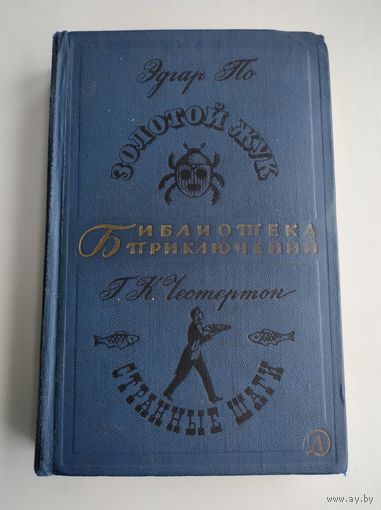 Эдгар По
ЗОЛОТОЙ ЖУК
БИБЛИОТЕКА
ПРИКЛЮЧЕНИЙ
Г. К. Честертон
СТРАННЫЕ ШАГИ
Д
www.ay.by